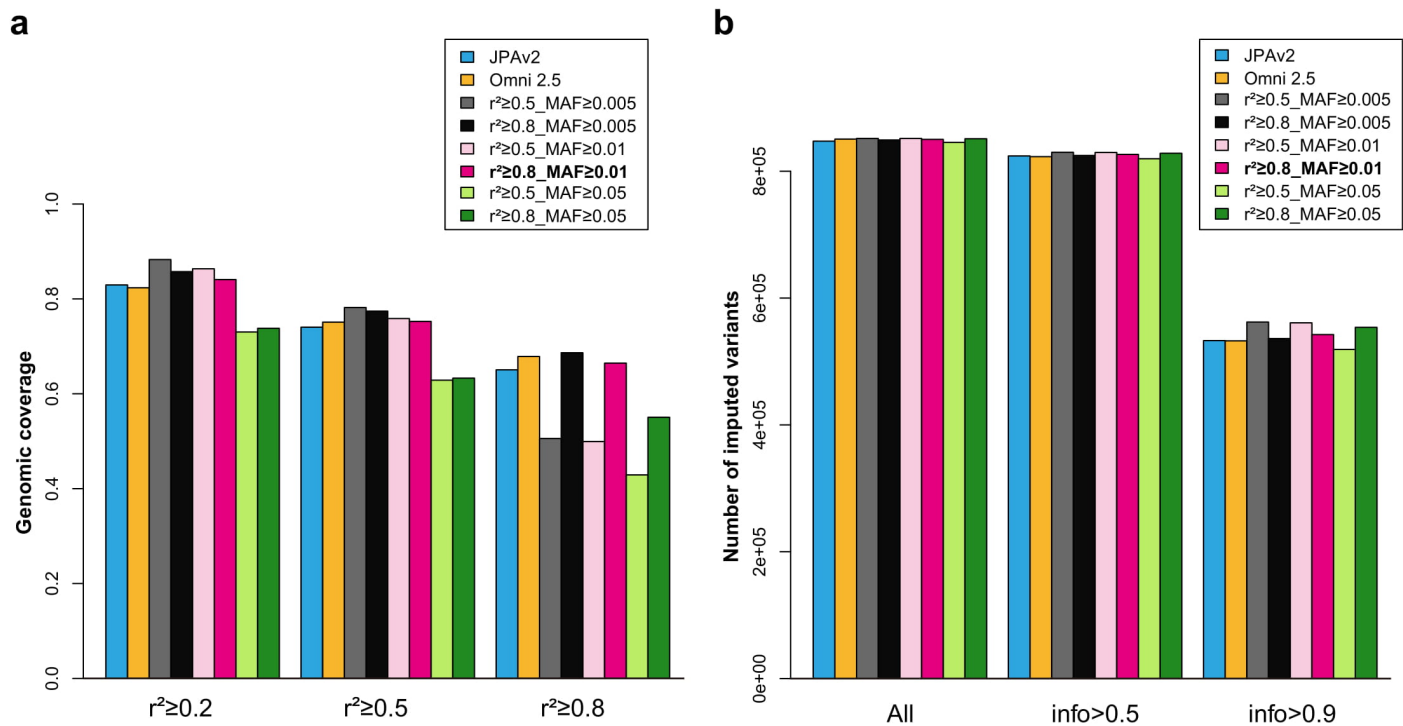 a
JPAv2
Omni 2.5
r²≥0.5_MAF≥0.005
r²≥0.8_MAF≥0.005
r²≥0.5_MAF≥0.01
r²≥0.8_MAF≥0.01
r²≥0.5_MAF≥0.05
r²≥0.8_MAF≥0.05
Genomic coverage
1.0
0.8
0.6
0.4
0.2
0.0
r²≥0.2
r²≥0.5
r²≥0.8
b
JPAv2
Omni 2.5
r²≥0.5_MAF≥0.005
r²≥0.8_MAF≥0.005
r²≥0.5_MAF≥0.01
r²≥0.8_MAF≥0.01
r²≥0.5_MAF≥0.05
r²≥0.8_MAF≥0.05
Number of imputed variants
8e+05
6e+05
4e+05
2e+05
0e+00
All
info>0.5
info>0.9